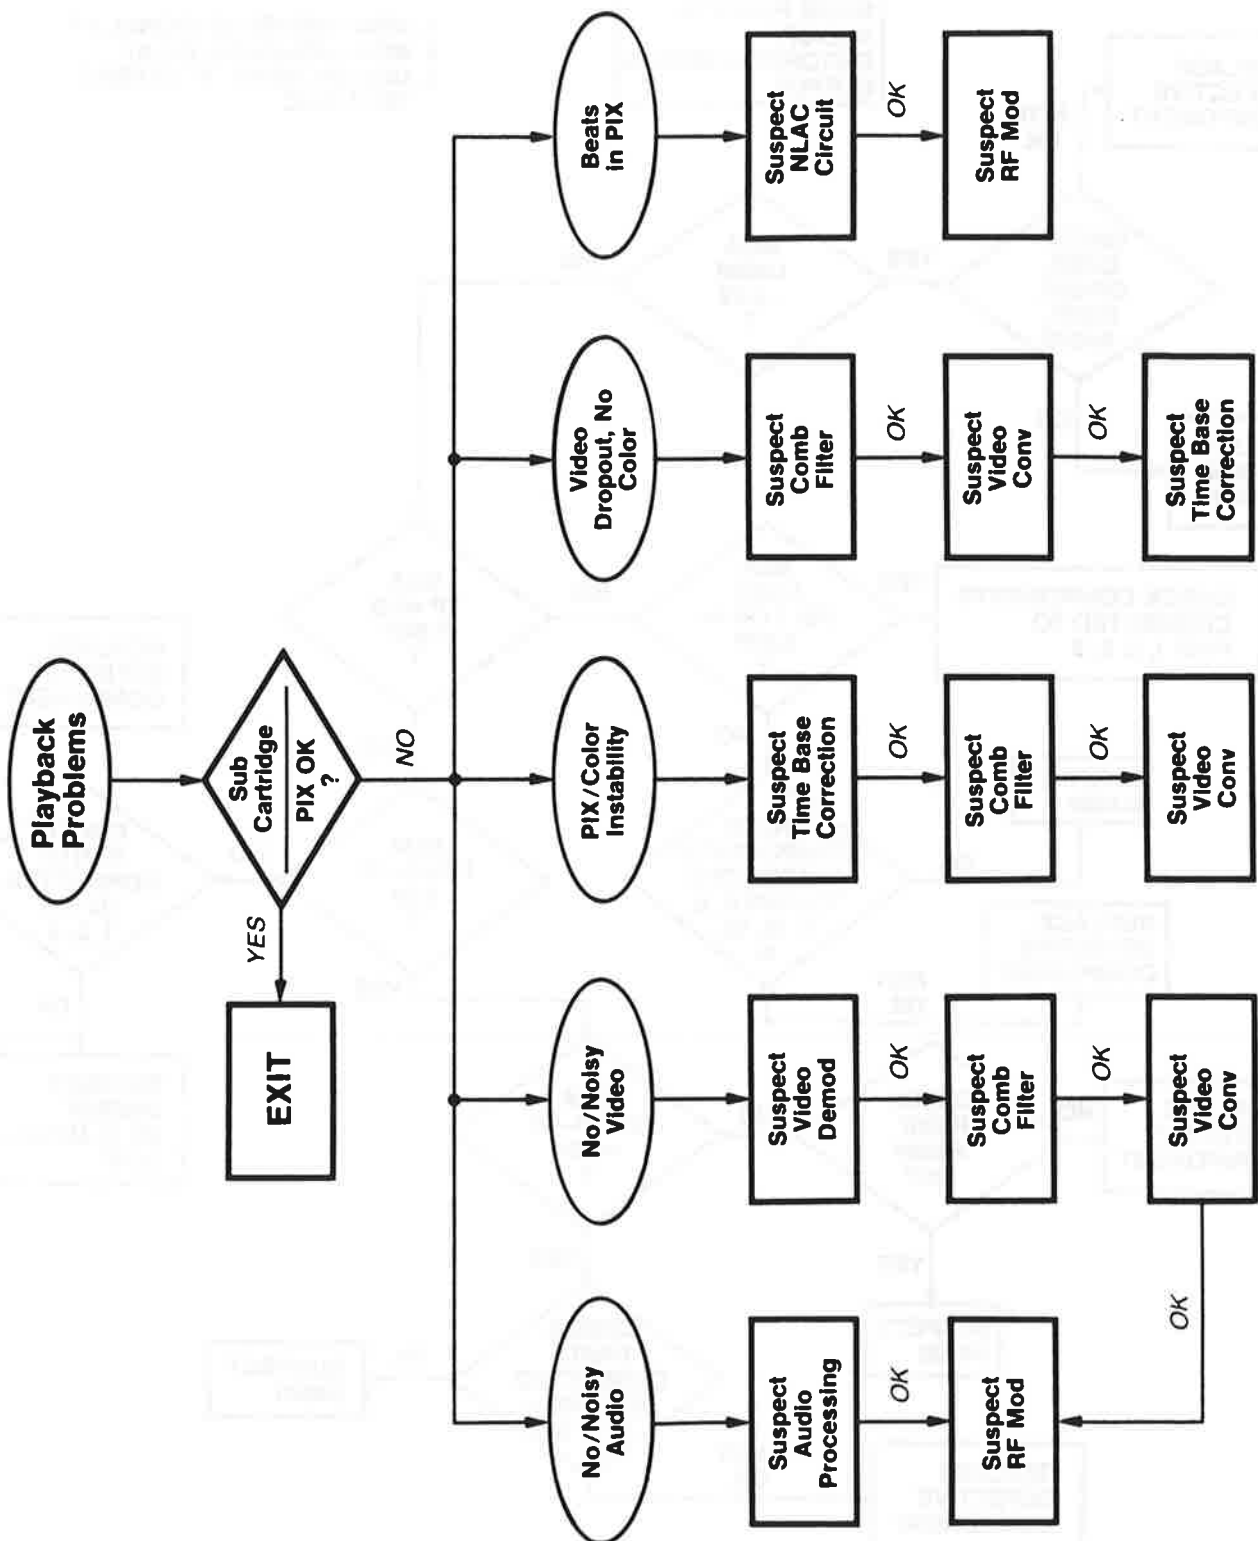 Playback
Problems
Sub
Cartridge
PIX OK
?
YES
EXIT
NO
No/Noisy
Audio
Suspect
Audio
Processing
OK
Suspect
RF Mod
No/Noisy
Video
Suspect
Video
Demod
OK
Suspect
Comb
Filter
OK
Suspect
Video
Conv
OK
PIX/Color
Instability
Suspect
Time Base
Correction
OK
Suspect
Comb
Filter
OK
Suspect
Video
Conv
Video
Dropout, No
Color
Suspect
Comb
Filter
OK
Suspect
Video
Conv
OK
Suspect
Time Base
Correction
Beats
in PIX
Suspect
NLAC
Circuit
OK
Suspect
RF Mod